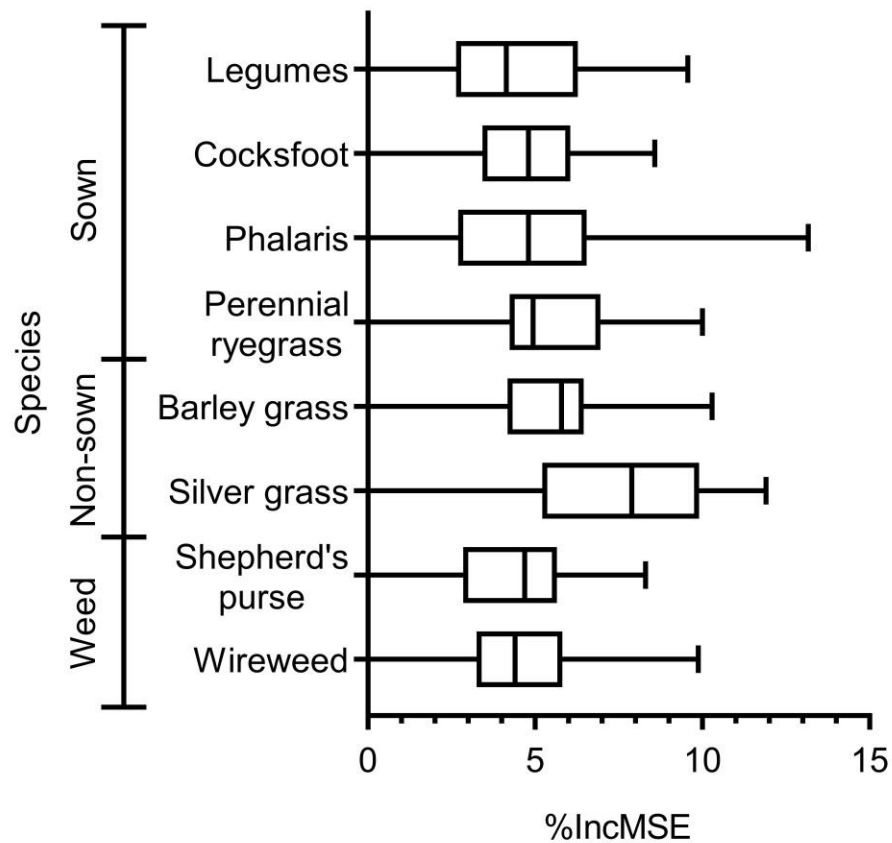 Species
Sown
Non-sown
Weed
Legumes
Cocksfoot
Phalaris
Perennial
ryegrass
Barley grass
Silver grass
Shepherd's
purse
Wireweed
0 5 10 15
%IncMSE